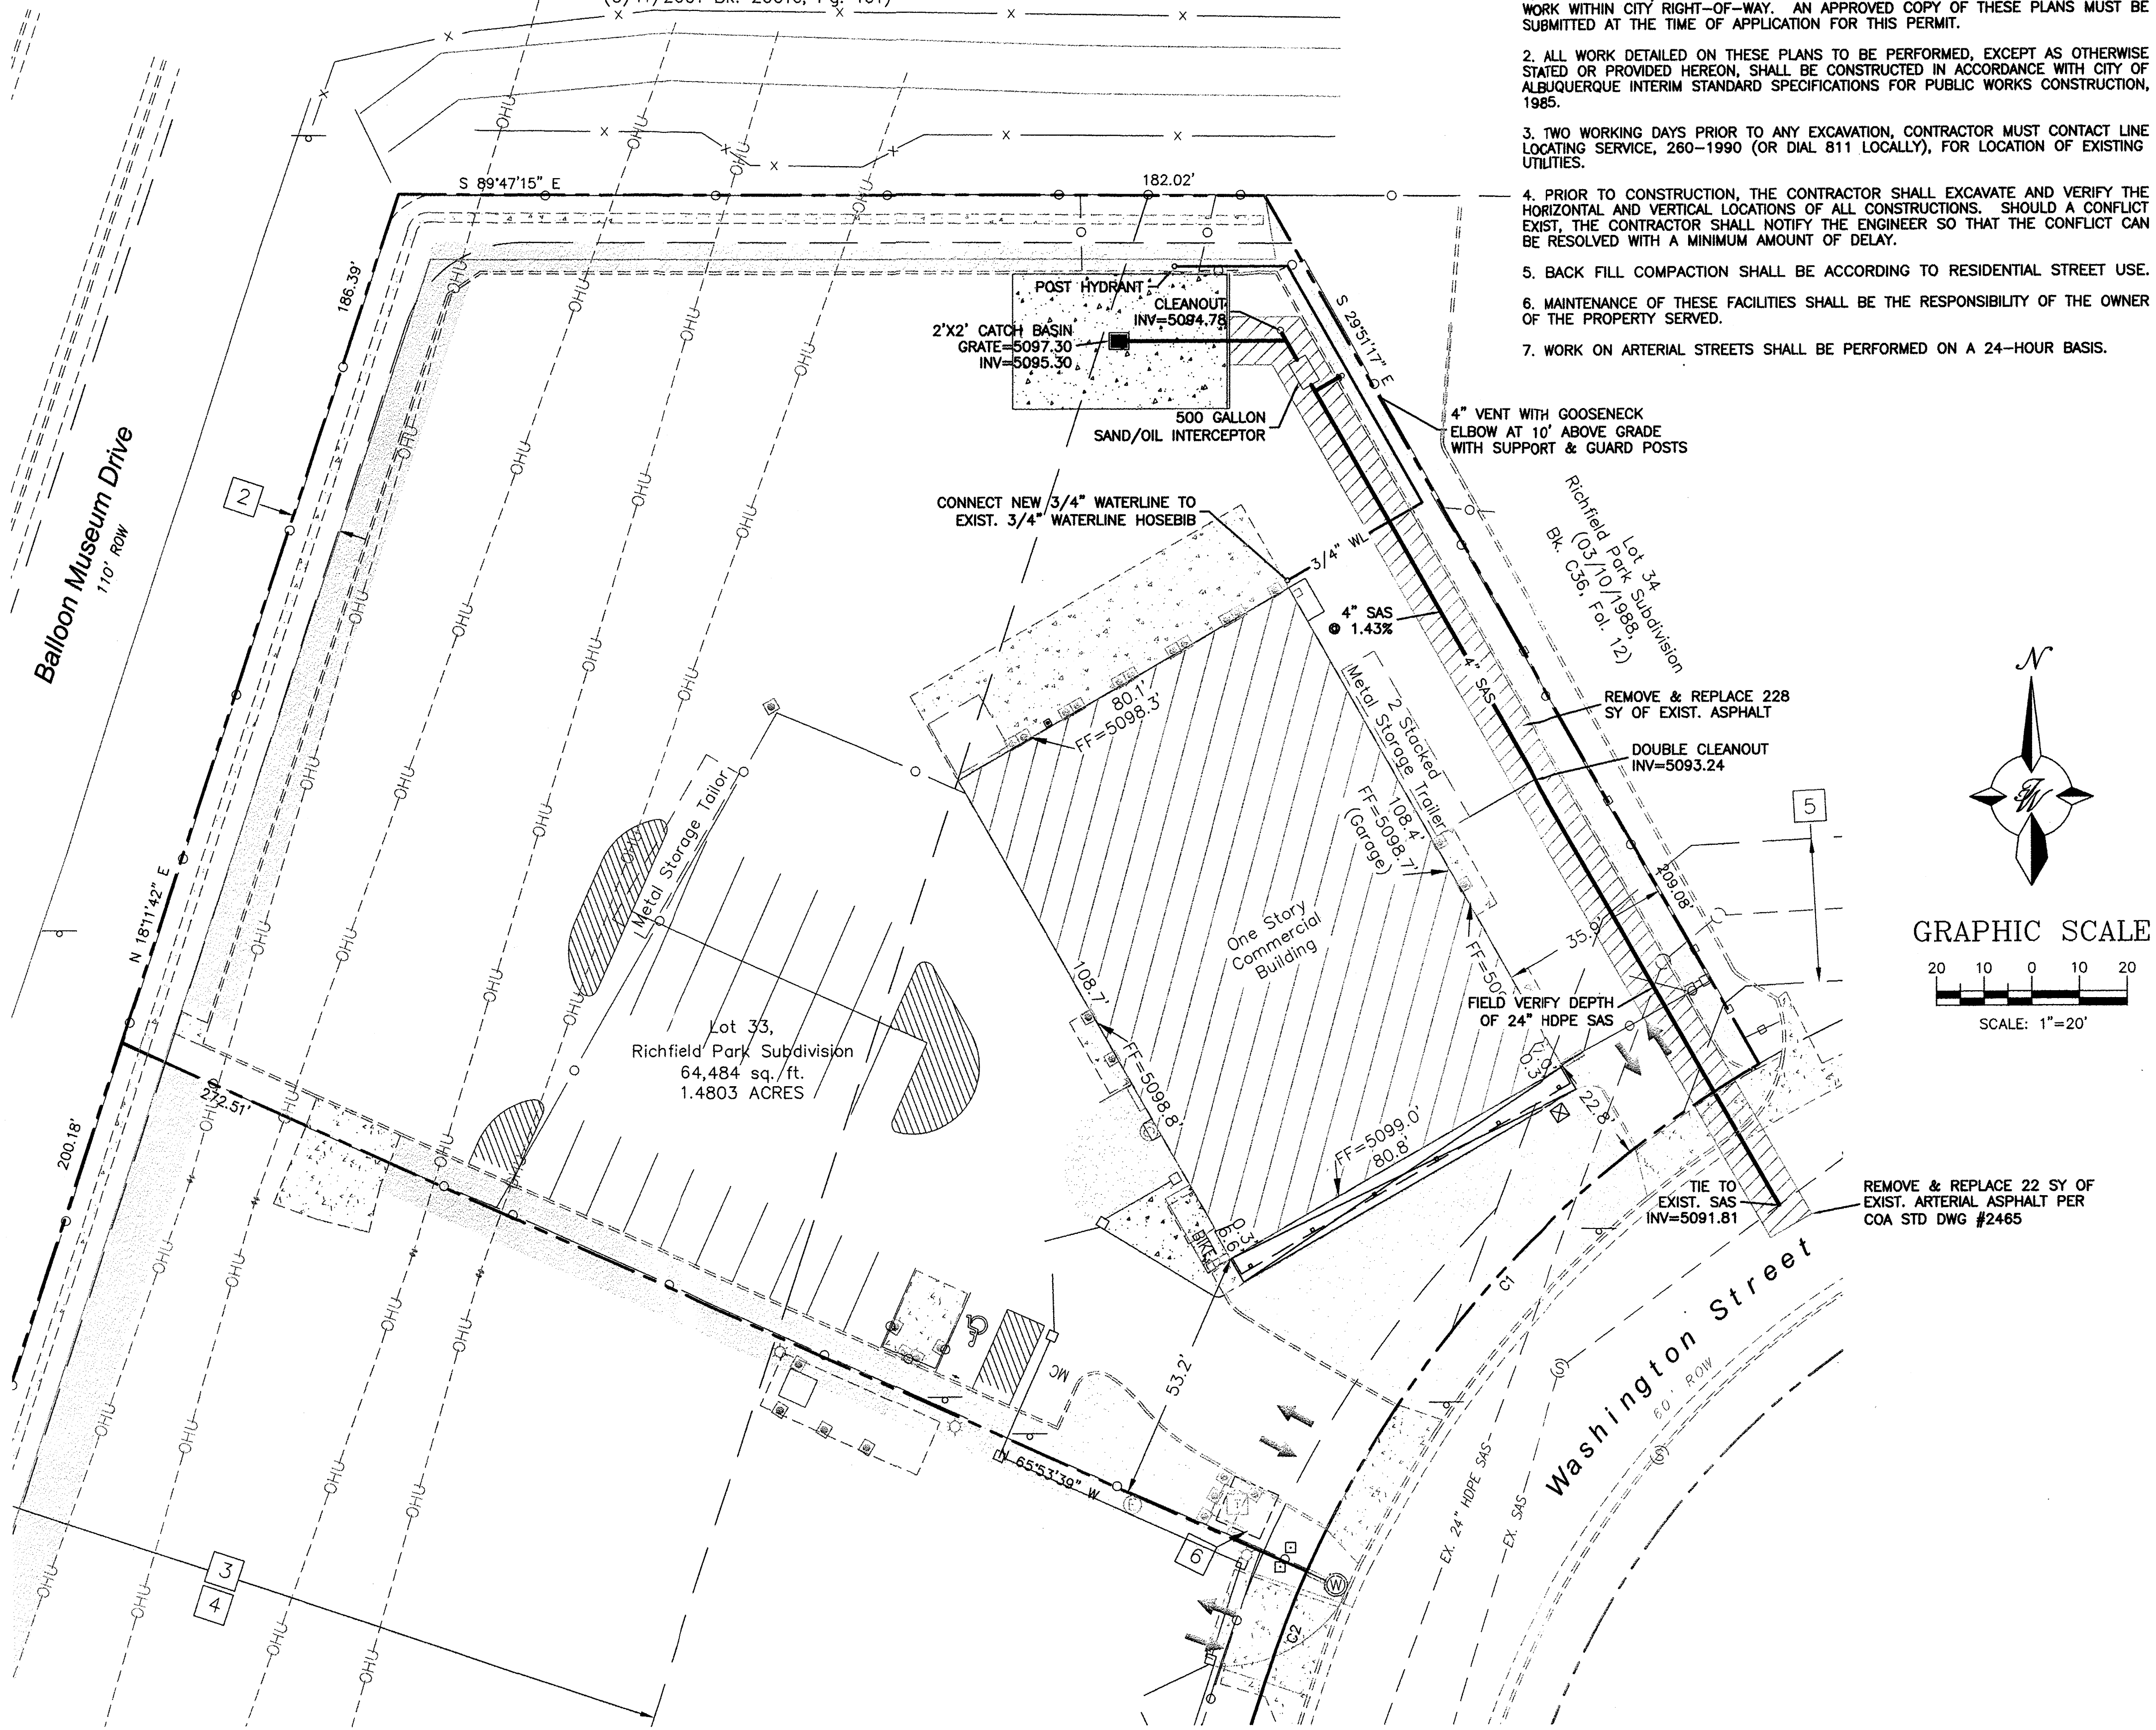 WORK WITHIN CITY RIGHT-OF-WAY. AN APPROVED COPY OF THESE PLANS MUST BE
SUBMITTED AT THE TIME OF APPLICATION FOR THIS PERMIT.
2. ALL WORK DETAILED ON THESE PLANS TO BE PERFORMED, EXCEPT AS OTHERWISE
STATED OR PROVIDED HEREON, SHALL BE CONSTRUCTED IN ACCORDANCE WITH CITY OF
ALBUQUERQUE INTERIM STANDARD SPECIFICATIONS FOR PUBLIC WORKS CONSTRUCTION,
1985.
3. TWO WORKING DAYS PRIOR TO ANY EXCAVATION, CONTRACTOR MUST CONTACT LINE
LOCATING SERVICE, 260-1990 (OR DIAL 811 LOCALLY), FOR LOCATION OF EXISTING
UTILITIES.
4. PRIOR TO CONSTRUCTION, THE CONTRACTOR SHALL EXCAVATE AND VERIFY THE
HORIZONTAL AND VERTICAL LOCATIONS OF ALL CONSTRUCTIONS. SHOULD A CONFLICT
EXIST, THE CONTRACTOR SHALL NOTIFY THE ENGINEER SO THAT THE CONFLICT CAN
BE RESOLVED WITH A MINIMUM AMOUNT OF DELAY.
5. BACK FILL COMPACTION SHALL BE ACCORDING TO RESIDENTIAL STREET USE.
6. MAINTENANCE OF THESE FACILITIES SHALL BE THE RESPONSIBILITY OF THE OWNER
OF THE PROPERTY SERVED.
7. WORK ON ARTERIAL STREETS SHALL BE PERFORMED ON A 24-HOUR BASIS.
S 89°47'15" E
182.02'
186.39'
S 29°51'17" E
POST HYDRANT
CLEANOUT
INV=5094.78
2'X2' CATCH BASIN
GRATE=5097.30
INV=5095.30
500 GALLON
SAND/OIL INTERCEPTOR
4" VENT WITH GOOSENECK
ELBOW AT 10' ABOVE GRADE
WITH SUPPORT & GUARD POSTS
Balloon Museum Drive
110' ROW
2
CONNECT NEW 3/4" WATERLINE TO
EXIST. 3/4" WATERLINE HOSEBIB
3/4" WL
Lot 34
Richfield Park Subdivision
(03/10/1988,
Bk. C36, Fol. 12)
4" SAS
@ 1.43%
4" SAS
REMOVE & REPLACE 228
SY OF EXIST. ASPHALT
DOUBLE CLEANOUT
INV=5093.24
80.1'
FF=5098.3'
2 Stacked
Metal Storage Trailer
108.4'
FF=5098.7'
(Garage)
Metal Storage Tailor
5
209.08'
35.9'
N
GRAPHIC SCALE
20 10 0 10 20
SCALE: 1"=20'
N 18°11'42" E
One Story
Commercial
Building
108.7'
FIELD VERIFY DEPTH
OF 24" HDPE SAS
Lot 33,
Richfield Park Subdivision
64,484 sq. ft.
1.4803 ACRES
FF=5098.8'
FF=5099.0'
80.8'
22.8'
272.51'
200.18'
TIE TO
EXIST. SAS
INV=5091.81
REMOVE & REPLACE 22 SY OF
EXIST. ARTERIAL ASPHALT PER
COA STD DWG #2465
BIKE
C1
Washington Street
60' ROW
MC
53.2'
N 65°53'39" W
EX. 24" HDPE SAS
EX. SAS
6
W
C2
3
4
OHU